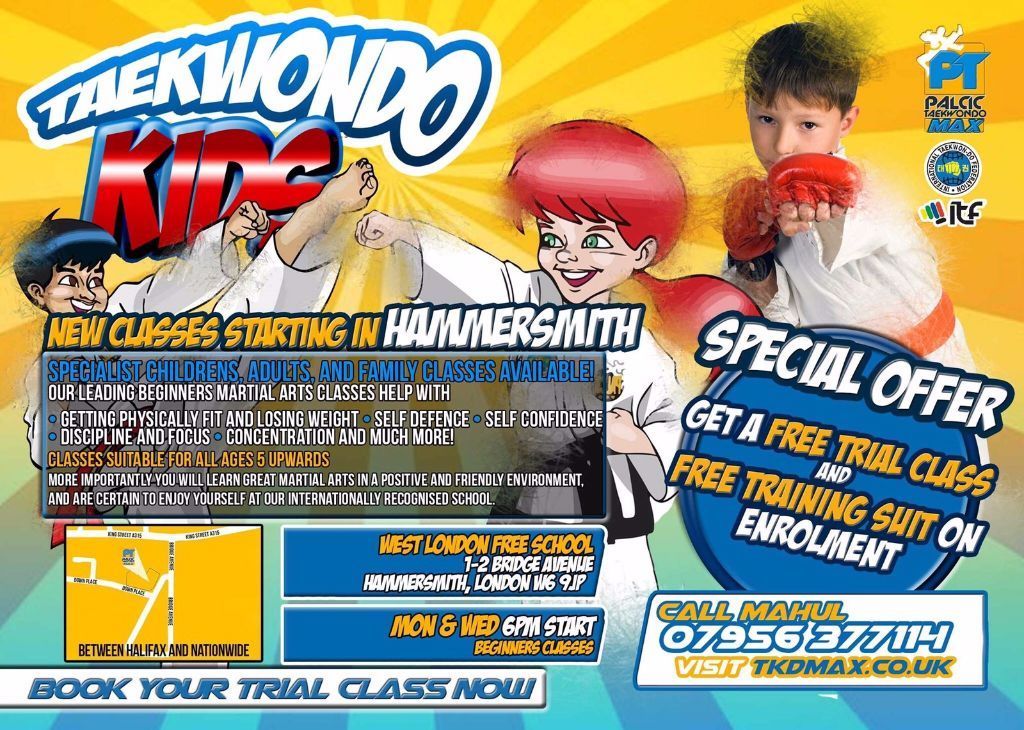 TAEKWONDO
KIDS
PT
PALCIC
TAEKWONDO
MAX
INTERNATIONAL TAEKWON-DO FEDERATION
itf
NEW CLASSES STARTING IN HAMMERSMITH
SPECIALIST CHILDRENS, ADULTS, AND FAMILY CLASSES AVAILABLE!
OUR LEADING BEGINNERS MARTIAL ARTS CLASSES HELP WITH
• GETTING PHYSICALLY FIT AND LOSING WEIGHT • SELF DEFENCE • SELF CONFIDENCE
• DISCIPLINE AND FOCUS • CONCENTRATION AND MUCH MORE!
CLASSES SUITABLE FOR ALL AGES 5 UPWARDS
MORE IMPORTANTLY YOU WILL LEARN GREAT MARTIAL ARTS IN A POSITIVE AND FRIENDLY ENVIRONMENT,
AND ARE CERTAIN TO ENJOY YOURSELF AT OUR INTERNATIONALLY RECOGNISED SCHOOL.
SPECIAL OFFER
GET A FREE TRIAL CLASS
AND
FREE TRAINING SUIT ON
ENROLMENT
KING STREET A315
KING STREET A315
PT
BRIDGE AVENUE
DOWN PLACE
DOWN PLACE
BRIDGE AVENUE
BETWEEN HALIFAX AND NATIONWIDE
WEST LONDON FREE SCHOOL
1-2 BRIDGE AVENUE
HAMMERSMITH, LONDON W6 9JP
MON & WED 6PM START
BEGINNERS CLASSES
CALL MAHUL
07956 377114
VISIT TKDMAX.CO.UK
BOOK YOUR TRIAL CLASS NOW